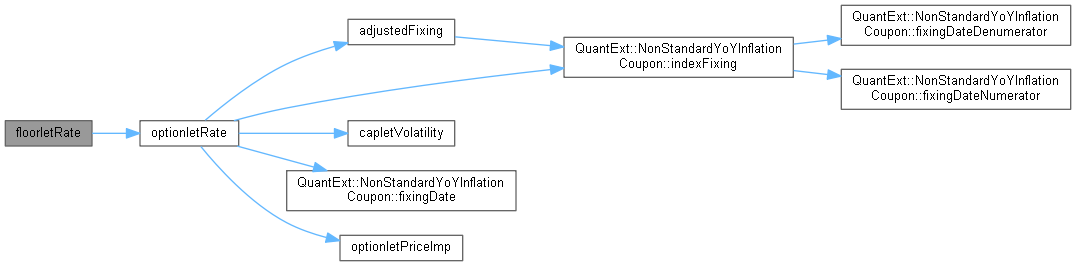 floorletRate
optionletRate
adjustedFixing
QuantExt::NonStandardYoYInflation
Coupon::indexFixing
QuantExt::NonStandardYoYInflation
Coupon::fixingDateDenumerator
QuantExt::NonStandardYoYInflation
Coupon::fixingDateNumerator
capletVolatility
QuantExt::NonStandardYoYInflation
Coupon::fixingDate
optionletPriceImp